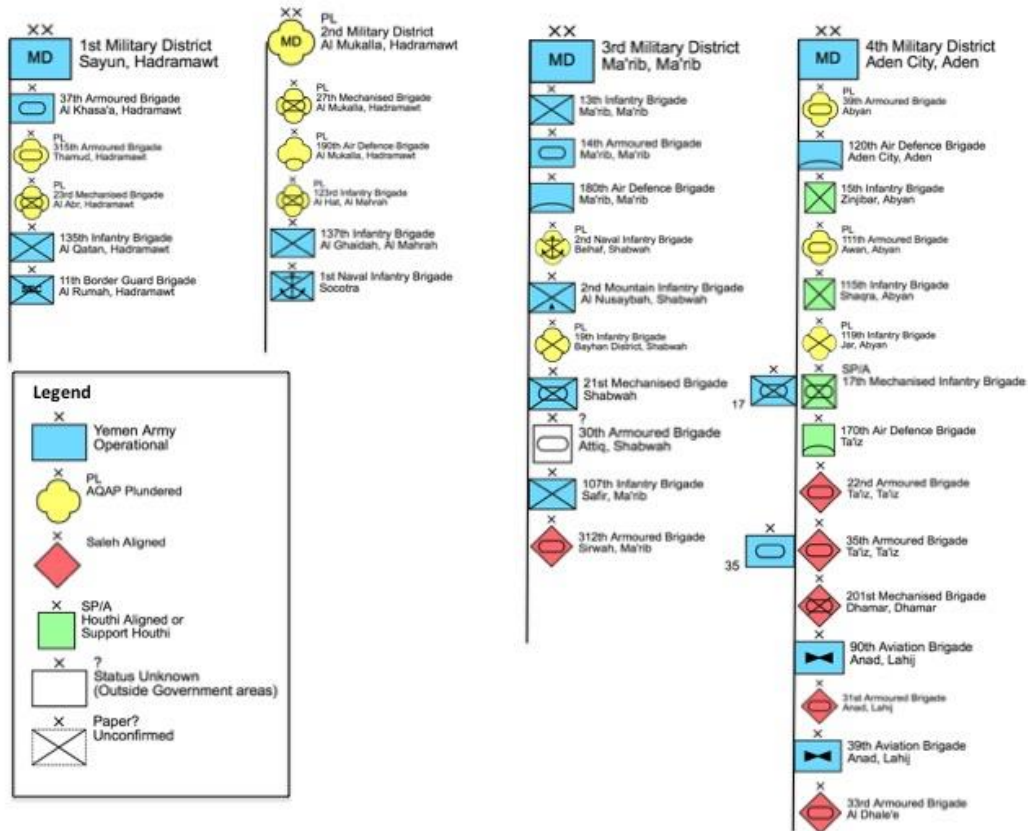 XX
MD
1st Military District
Sayun, Hadramawt
X
37th Armoured Brigade
Al Khasa'a, Hadramawt
X
PL
315th Armoured Brigade
Thamud, Hadramawt
X
PL
23rd Mechanised Brigade
Al Abr, Hadramawt
X
135th Infantry Brigade
Al Qatan, Hadramawt
X
11th Border Guard Brigade
Al Rumah, Hadramawt
XX
MD
PL
2nd Military District
Al Mukalla, Hadramawt
X
PL
27th Mechanised Brigade
Al Mukalla, Hadramawt
X
PL
190th Air Defence Brigade
Al Mukalla, Hadramawt
X
PL
123rd Infantry Brigade
Al Hat, Al Mahrah
X
137th Infantry Brigade
Al Ghaidah, Al Mahrah
X
1st Naval Infantry Brigade
Socotra
XX
MD
3rd Military District
Ma'rib, Ma'rib
X
13th Infantry Brigade
Ma'rib, Ma'rib
X
14th Armoured Brigade
Ma'rib, Ma'rib
X
180th Air Defence Brigade
Ma'rib, Ma'rib
X
PL
2nd Naval Infantry Brigade
Belhaf, Shabwah
X
2nd Mountain Infantry Brigade
Al Nusaybah, Shabwah
X
PL
19th Infantry Brigade
Bayhan District, Shabwah
X
21st Mechanised Brigade
Shabwah
X ?
30th Armoured Brigade
Attiq, Shabwah
X
107th Infantry Brigade
Safir, Ma'rib
X
312th Armoured Brigade
Sirwah, Ma'rib
XX
MD
4th Military District
Aden City, Aden
X
PL
39th Armoured Brigade
Abyan
X
120th Air Defence Brigade
Aden City, Aden
X
15th Infantry Brigade
Zinjibar, Abyan
X
PL
111th Armoured Brigade
Awan, Abyan
X
115th Infantry Brigade
Shaqra, Abyan
X
PL
119th Infantry Brigade
Jar, Abyan
X
17
X
SP/A
17th Mechanised Infantry Brigade
X
170th Air Defence Brigade
Ta'iz
X
22nd Armoured Brigade
Ta'iz, Ta'iz
X
35
X
35th Armoured Brigade
Ta'iz, Ta'iz
X
201st Mechanised Brigade
Dhamar, Dhamar
X
90th Aviation Brigade
Anad, Lahij
X
31st Armoured Brigade
Anad, Lahij
X
39th Aviation Brigade
Anad, Lahij
X
33rd Armoured Brigade
Al Dhale'e
Legend
X
Yemen Army
Operational
X
PL
AQAP Plundered
X
Saleh Aligned
X
SP/A
Houthi Aligned or
Support Houthi
X ?
Status Unknown
(Outside Government areas)
X
Paper?
Unconfirmed